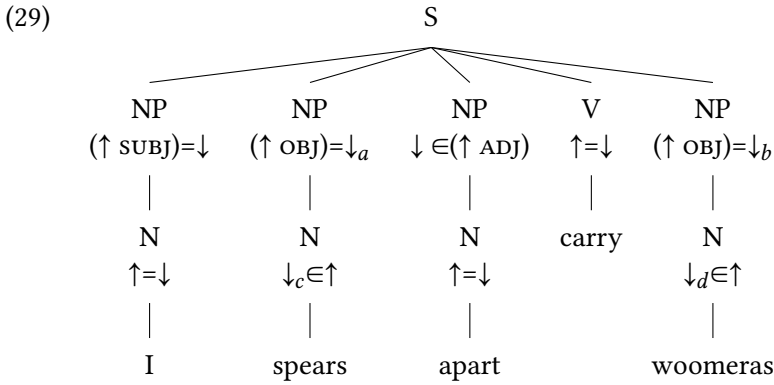 (29) S
NP NP NP V NP
(↑ SUBJ)=↓ (↑ OBJ)=↓a ↓ ∈(↑ ADJ) ↑=↓ (↑ OBJ)=↓b
N N N carry N
↑=↓ ↓c∈↑ ↑=↓ ↓d∈↑
I spears apart woomeras